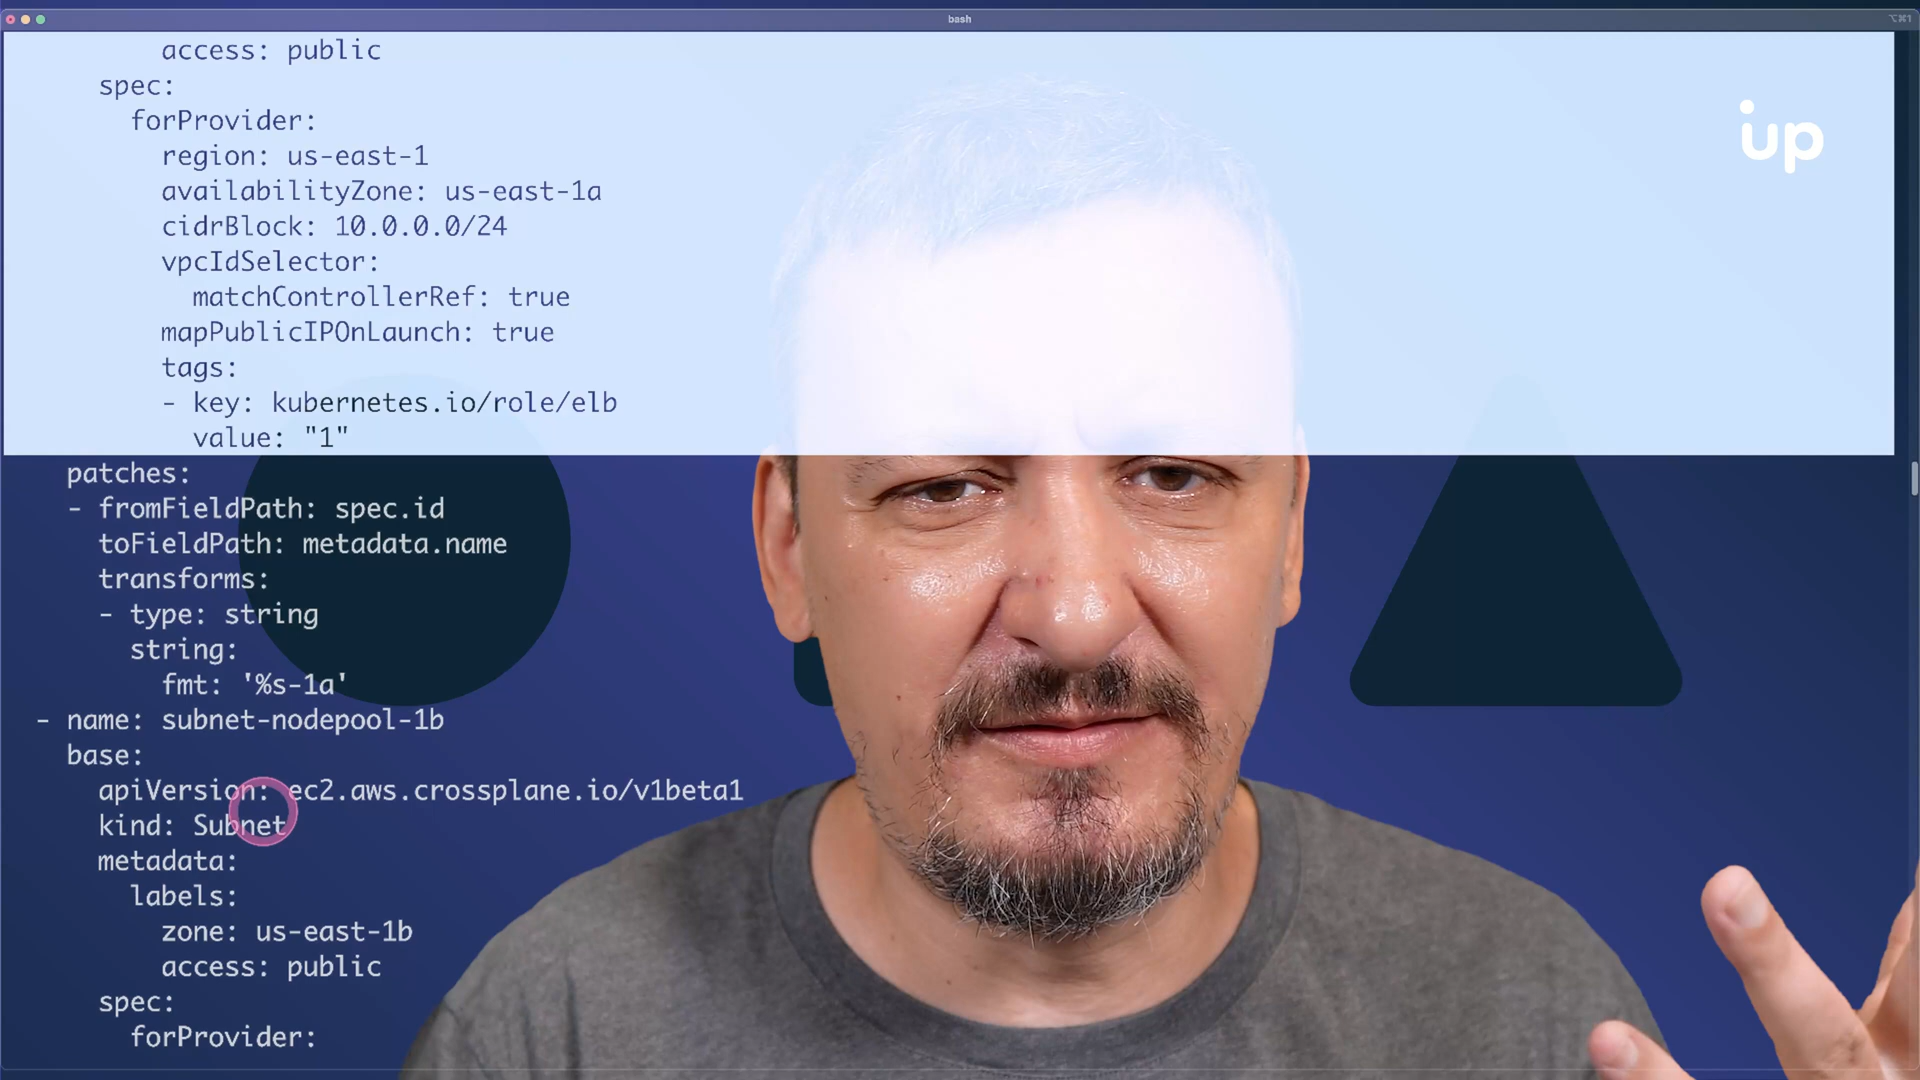 bash
⌥⌘1
        access: public
    spec:
      forProvider:
        region: us-east-1
        availabilityZone: us-east-1a
        cidrBlock: 10.0.0.0/24
        vpcIdSelector:
          matchControllerRef: true
        mapPublicIPOnLaunch: true
        tags:
        - key: kubernetes.io/role/elb
          value: "1"
  patches:
  - fromFieldPath: spec.id
    toFieldPath: metadata.name
    transforms:
    - type: string
      string:
        fmt: '%s-1a'
- name: subnet-nodepool-1b
  base:
    apiVersion: ec2.aws.crossplane.io/v1beta1
    kind: Subnet
    metadata:
      labels:
        zone: us-east-1b
        access: public
    spec:
      forProvider:
up